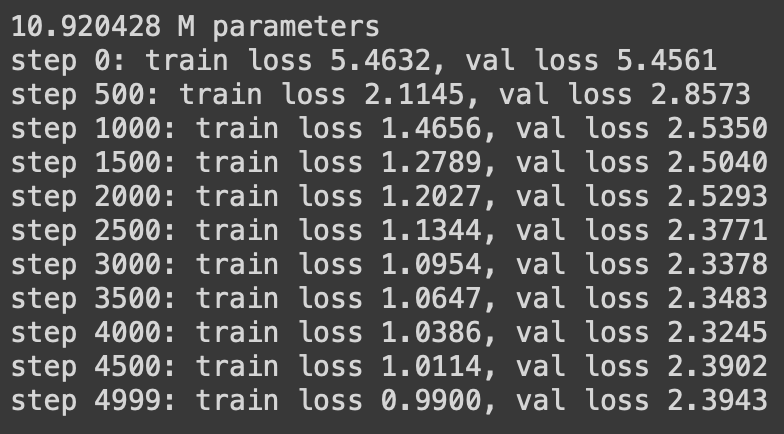 10.920428 M parameters
step 0: train loss 5.4632, val loss 5.4561
step 500: train loss 2.1145, val loss 2.8573
step 1000: train loss 1.4656, val loss 2.5350
step 1500: train loss 1.2789, val loss 2.5040
step 2000: train loss 1.2027, val loss 2.5293
step 2500: train loss 1.1344, val loss 2.3771
step 3000: train loss 1.0954, val loss 2.3378
step 3500: train loss 1.0647, val loss 2.3483
step 4000: train loss 1.0386, val loss 2.3245
step 4500: train loss 1.0114, val loss 2.3902
step 4999: train loss 0.9900, val loss 2.3943